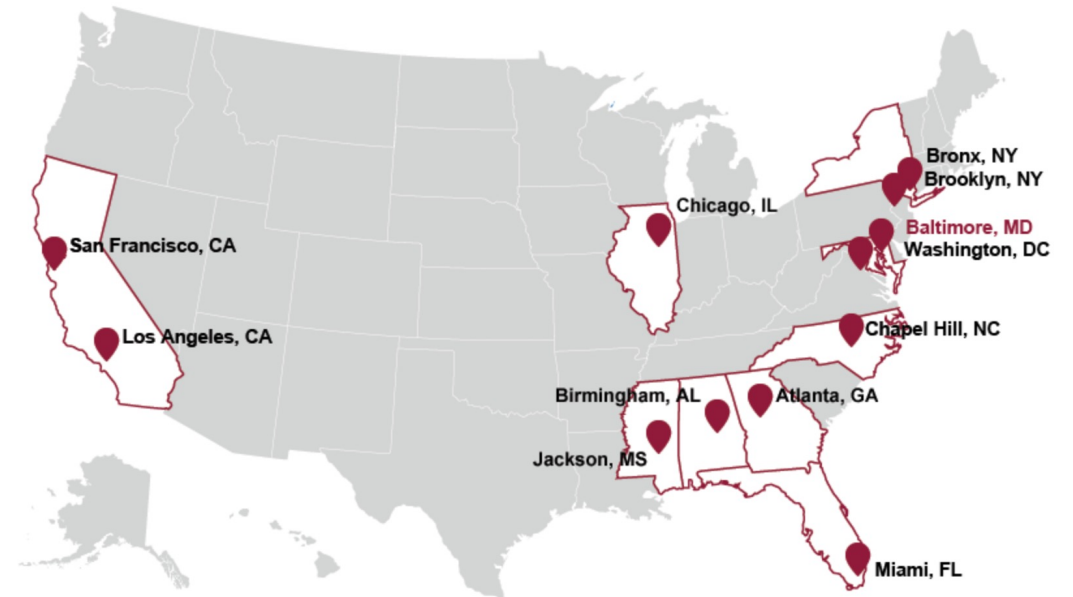 Bronx, NY
Brooklyn, NY
Chicago, IL
Baltimore, MD
San Francisco, CA
Washington, DC
Chapel Hill, NC
Los Angeles, CA
Birmingham, AL
Atlanta, GA
Jackson, MS
Miami, FL